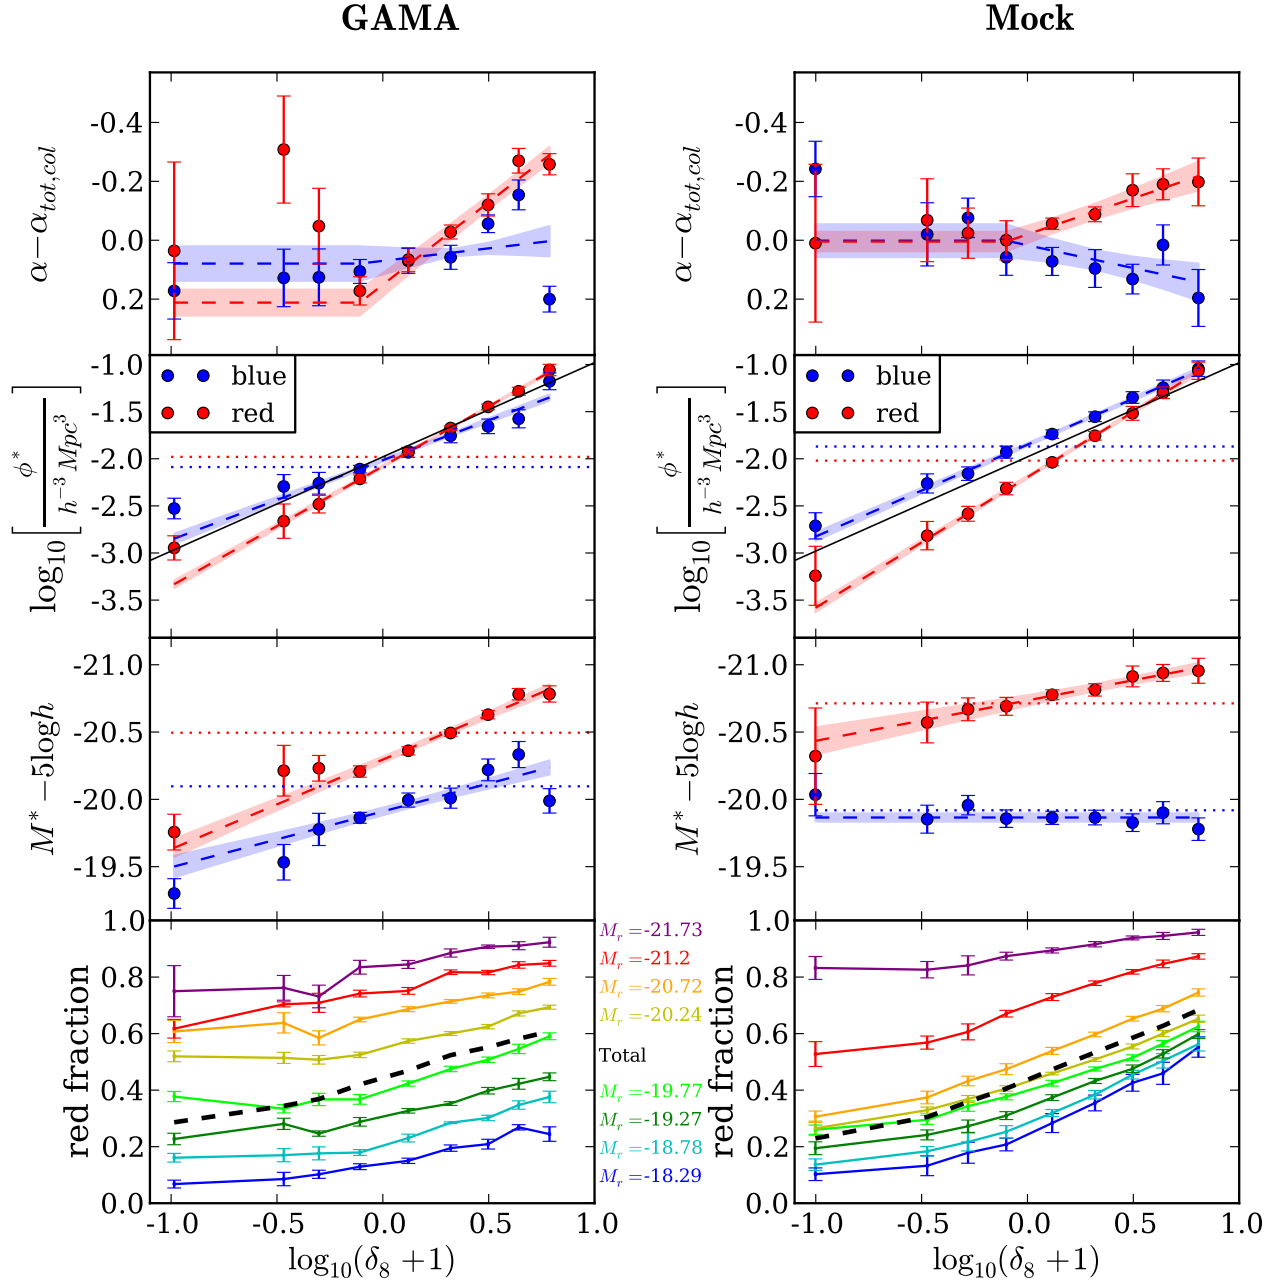 GAMA
Mock
α−α_{tot,col}
-0.4
-0.2
0.0
0.2
α−α_{tot,col}
-0.4
-0.2
0.0
0.2
log₁₀[ϕ*/h⁻³ Mpc³]
-1.0
-1.5
-2.0
-2.5
-3.0
-3.5
blue
red
log₁₀[ϕ*/h⁻³ Mpc³]
-1.0
-1.5
-2.0
-2.5
-3.0
-3.5
blue
red
M* −5logh
-21.0
-20.5
-20.0
-19.5
M* −5logh
-21.0
-20.5
-20.0
-19.5
red fraction
1.0
0.8
0.6
0.4
0.2
0.0
-1.0 -0.5 0.0 0.5 1.0
log₁₀(δ₈ +1)
M_r =-21.73
M_r =-21.2
M_r =-20.72
M_r =-20.24
Total
M_r =-19.77
M_r =-19.27
M_r =-18.78
M_r =-18.29
red fraction
1.0
0.8
0.6
0.4
0.2
0.0
-1.0 -0.5 0.0 0.5 1.0
log₁₀(δ₈ +1)